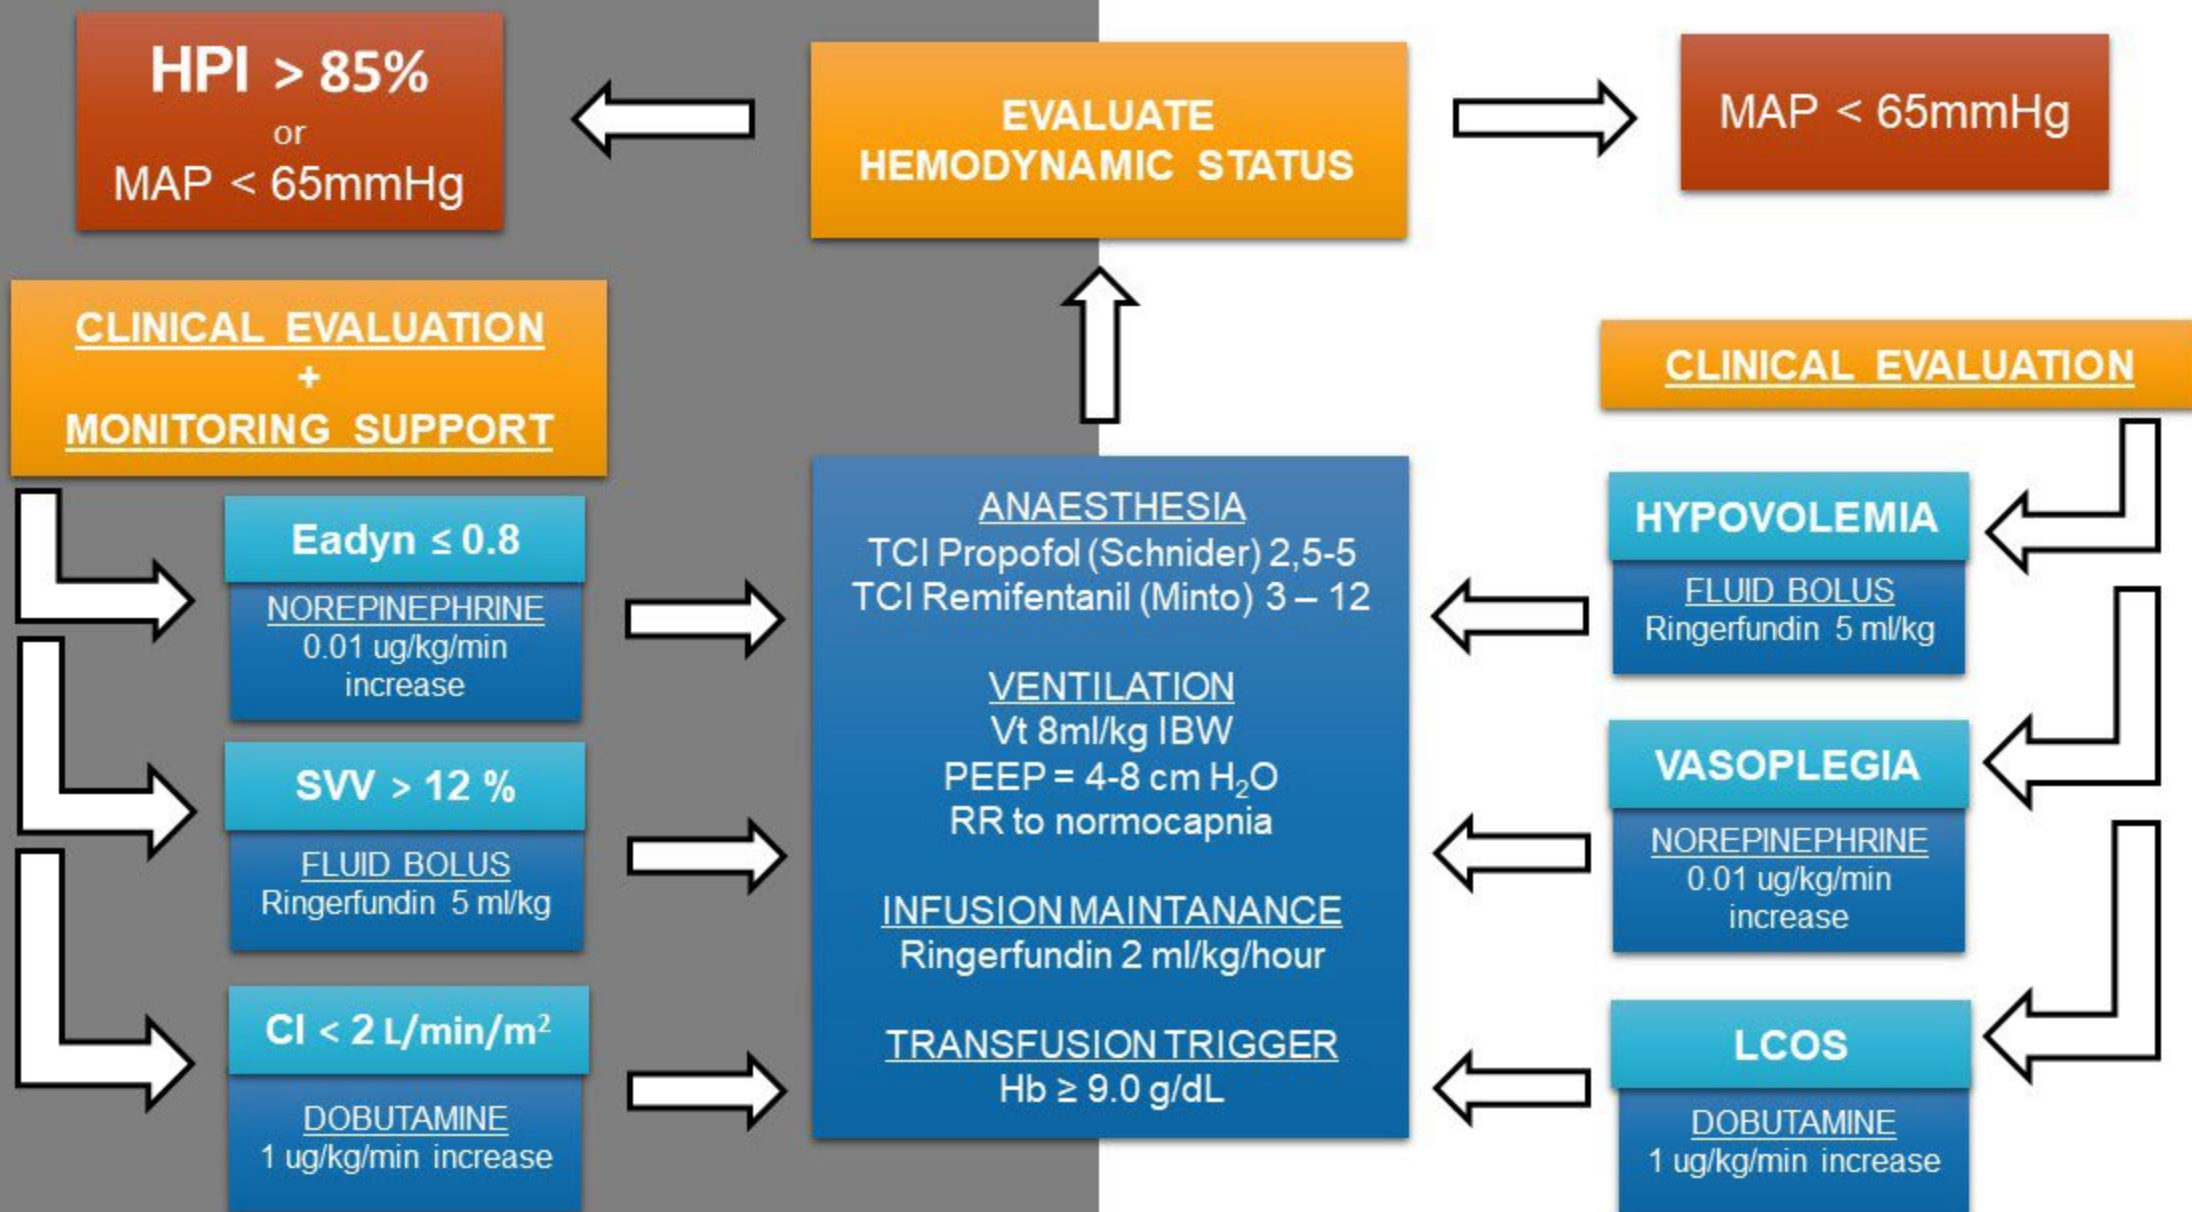 HPI > 85%
or
MAP < 65mmHg
EVALUATE
HEMODYNAMIC STATUS
MAP < 65mmHg
CLINICAL EVALUATION
+
MONITORING SUPPORT
Eadyn ≤ 0.8
NOREPINEPHRINE
0.01 ug/kg/min
increase
SVV > 12 %
FLUID BOLUS
Ringerfundin 5 ml/kg
CI < 2 L/min/m²
DOBUTAMINE
1 ug/kg/min increase
ANAESTHESIA
TCI Propofol (Schnider) 2,5-5
TCI Remifentanil (Minto) 3 – 12
VENTILATION
Vt 8ml/kg IBW
PEEP = 4-8 cm H₂O
RR to normocapnia
INFUSION MAINTANANCE
Ringerfundin 2 ml/kg/hour
TRANSFUSION TRIGGER
Hb ≥ 9.0 g/dL
CLINICAL EVALUATION
HYPOVOLEMIA
FLUID BOLUS
Ringerfundin 5 ml/kg
VASOPLEGIA
NOREPINEPHRINE
0.01 ug/kg/min
increase
LCOS
DOBUTAMINE
1 ug/kg/min increase